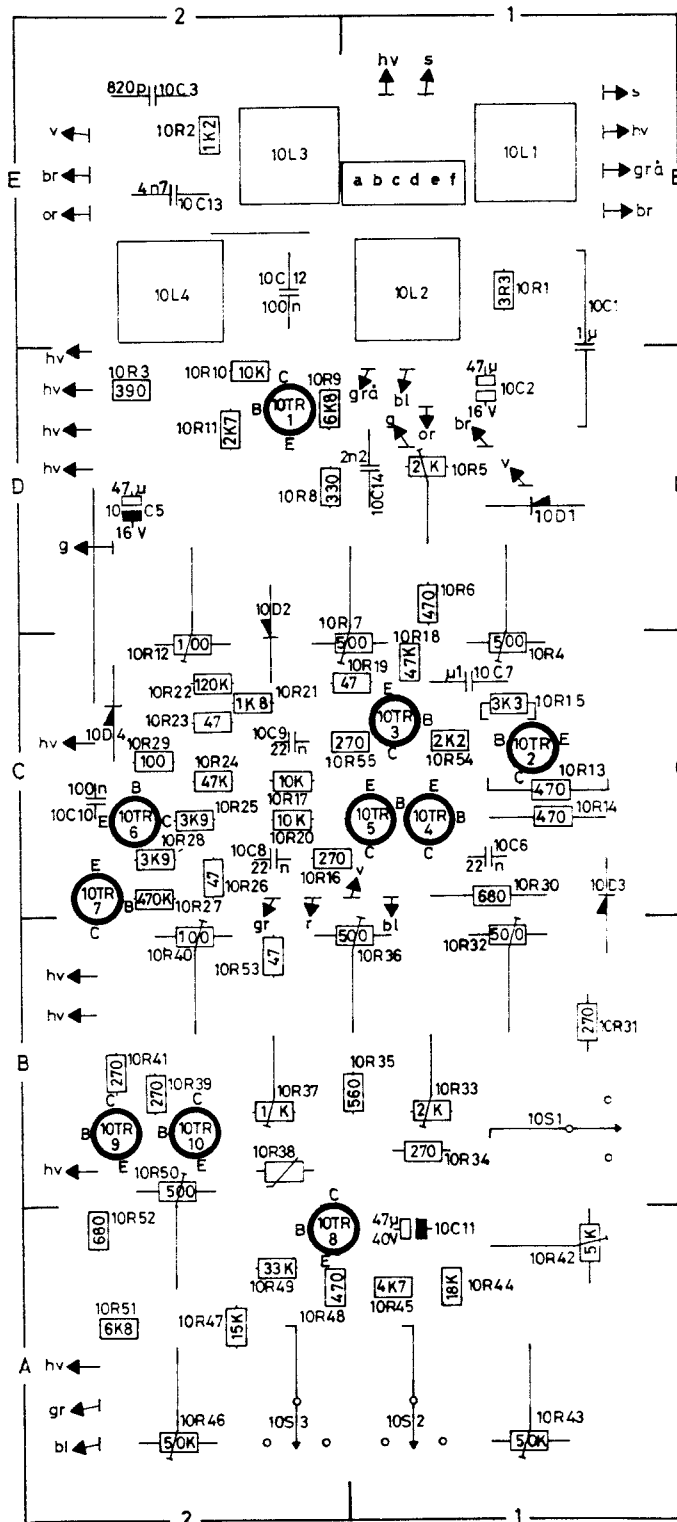 2 1
hv s
820p 10C3 s
v 10R2 1K2 10L3 10L1 hv
E br 4n7 a b c d e f grå E
or 10C13 br
10C 12
10L4 100n 10L2 3R3 10R1 10C1
1µ
hv
hv 10R3 10R10 10K C 10R9 grå bl 47µ 10C2
390 B 10TR 1 6K8 16V
hv 10R11 2K7 E g or br
hv 2n2 2K 10R5 v
D 47µ 10R8 330 10C14 10D1 D
10C5
16V
g
10D2 10R7 470 10R6
10R12 100 500 10R18 500 10R4
10R22 120K 10R19 47K µ1 10C7
1K8 10R21 47 E 3K3 10R15
10D4 10R23 47 10C9 10TR 3 B
hv 10R29 22n 270 C 2K2 B 10TR 2 E
C 100 10R24 10R55 10R54 C 10R13 C
100n B 47K 10K E E 470
10C10 10R25 10R17 B 10R14
E 10TR 6 C 3K9 10K 10TR 5 10TR 4 B 470
10R28 10R20
3K9 10C8 270 C C 10C6
E 47 22n 10R16 22n
10TR 7 B 470K 10R26 v 680 10R30 10D3
10R27
C 100 gr r 500 bl 500
10R40 10R53 47 10R36 10R32
hv
hv 270 10R31
B 10R41 10R35
270 10R39 10R37 560 10R33
C 270 C 1K 2K c
B 10TR 9 B 10TR 10 10R38 270 10S1
E E 10R34
hv 10R50
500 C
680 10R52 B 10TR 8 47µ 10C11 5K
40V
E 10R42
33K 10R49 470 4K7 18K 10R44
10R51 10R47 15K 10R48 10R45
6K8
A hv
gr
10R46 10S3 10S2 10R43
bl 50K 50K
2 1